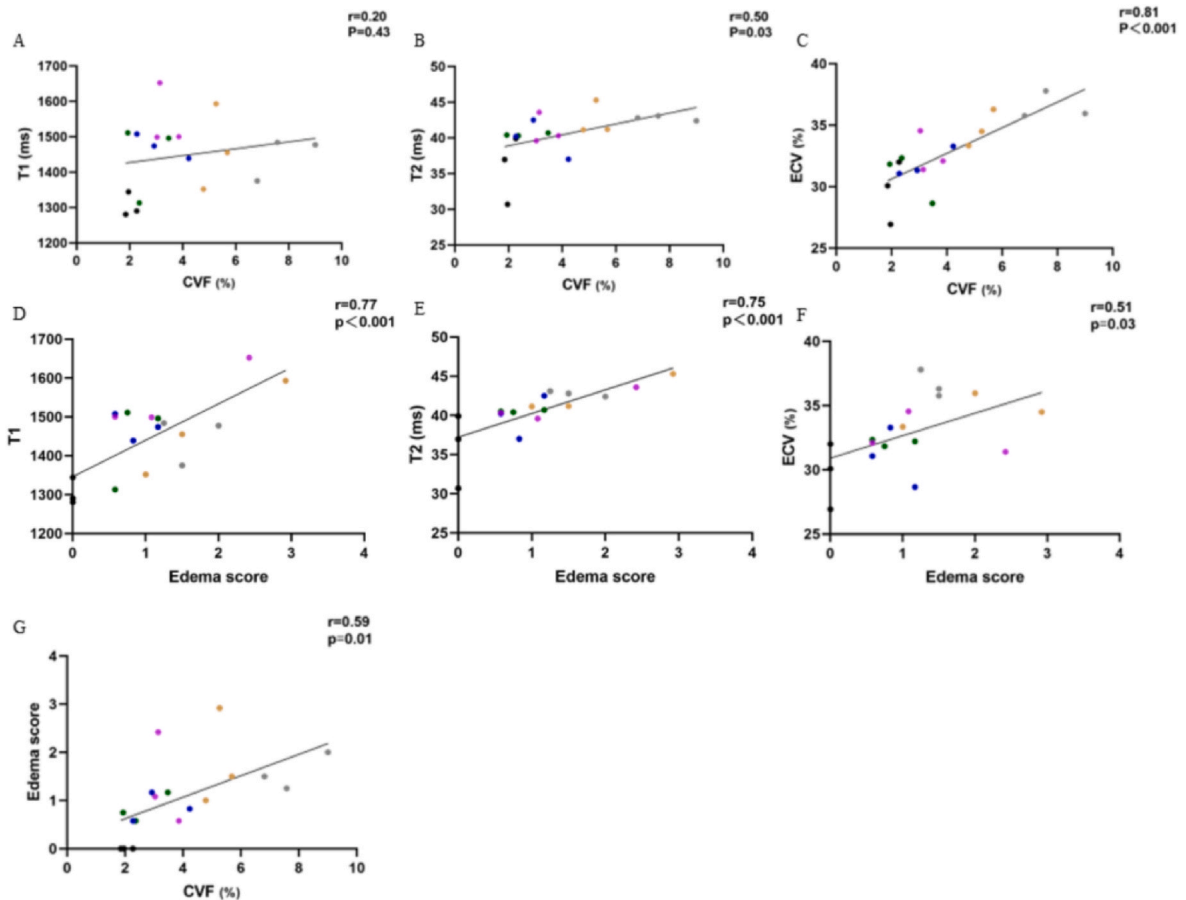 A
r=0.20
P=0.43
1700
1600
1500
1400
1300
1200
T1 (ms)
0 2 4 6 8 10
CVF (%)
B
r=0.50
P=0.03
50
45
40
35
30
25
T2 (ms)
0 2 4 6 8 10
CVF (%)
C
r=0.81
P<0.001
40
35
30
25
ECV (%)
0 2 4 6 8 10
CVF (%)
D
r=0.77
p<0.001
1700
1600
1500
1400
1300
1200
T1
0 1 2 3 4
Edema score
E
r=0.75
p<0.001
50
45
40
35
30
25
T2 (ms)
0 1 2 3 4
Edema score
F
r=0.51
p=0.03
40
35
30
25
ECV (%)
0 1 2 3 4
Edema score
G
r=0.59
p=0.01
4
3
2
1
0
Edema score
0 2 4 6 8 10
CVF (%)